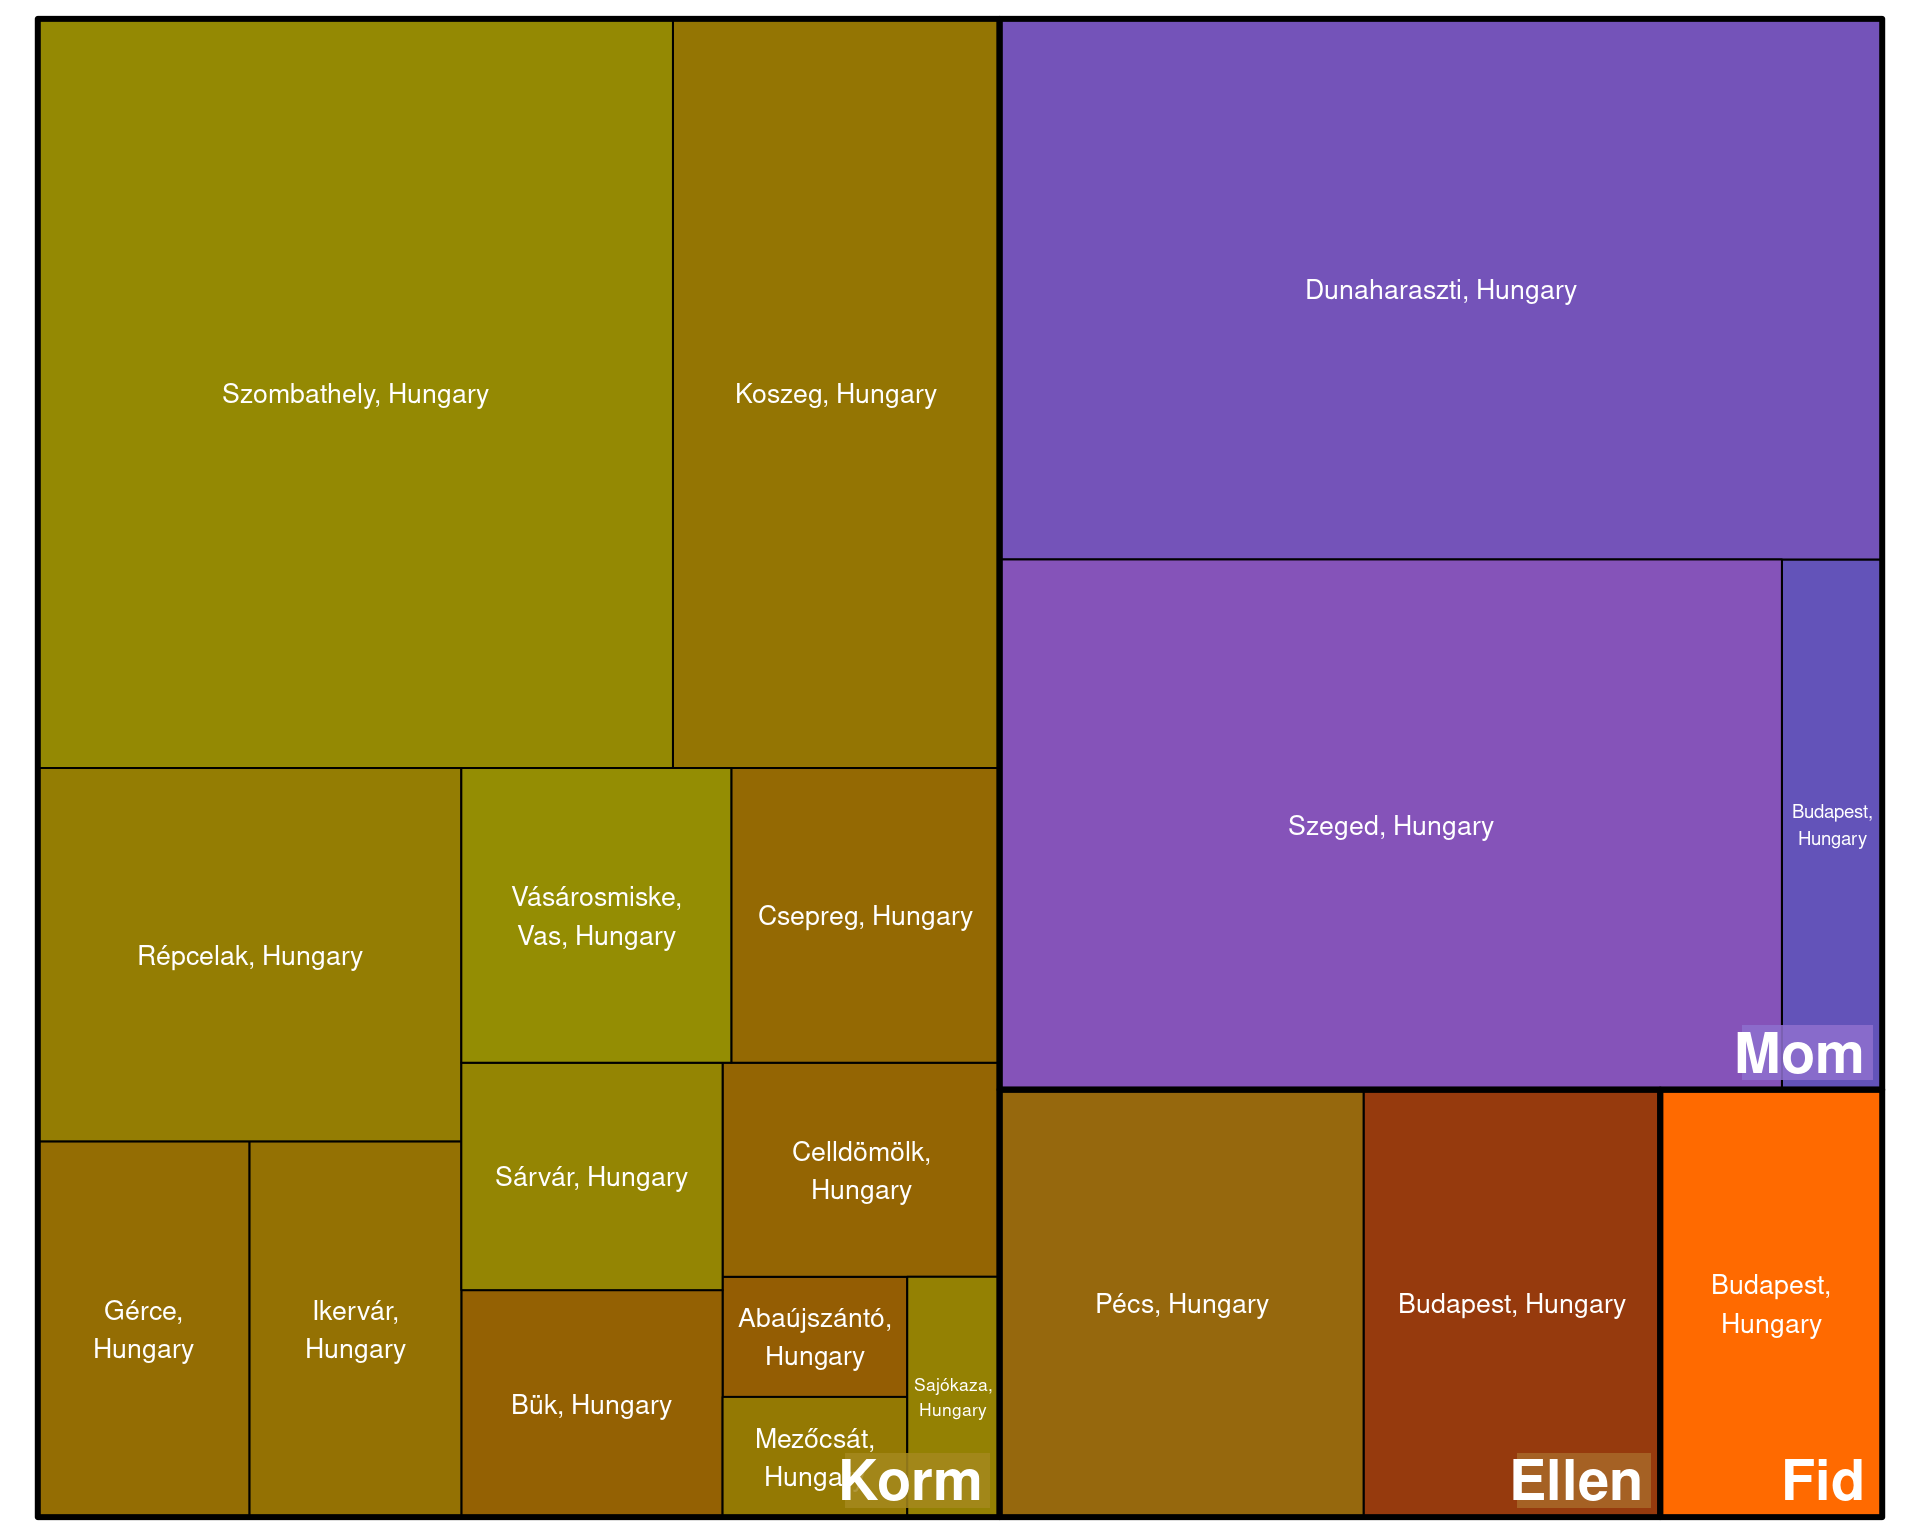 Szombathely, Hungary
Koszeg, Hungary
Répcelak, Hungary
Vásárosmiske,
Vas, Hungary
Csepreg, Hungary
Gérce,
Hungary
Ikervár,
Hungary
Sárvár, Hungary
Celldömölk,
Hungary
Bük, Hungary
Abaújszántó,
Hungary
Sajókaza,
Hungary
Mezőcsát,
Korm
Dunaharaszti, Hungary
Szeged, Hungary
Budapest,
Hungary
Mom
Pécs, Hungary
Budapest, Hungary
Ellen
Budapest,
Hungary
Fid